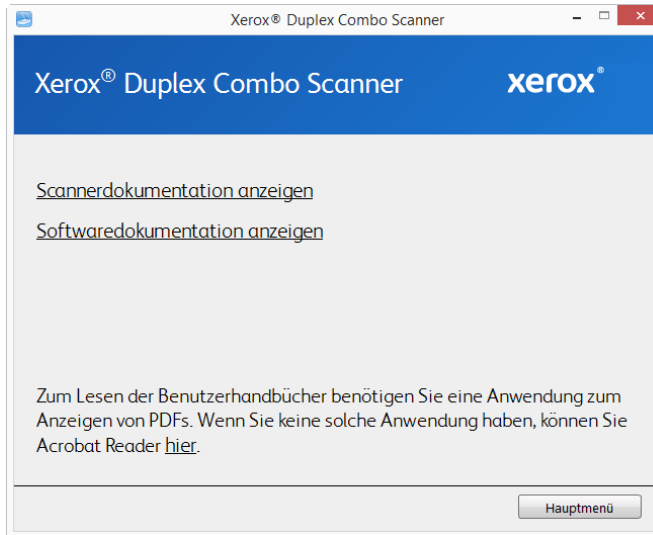 Xerox® Duplex Combo Scanner
Xerox® Duplex Combo Scanner
xerox®
Scannerdokumentation anzeigen
Softwaredokumentation anzeigen
Zum Lesen der Benutzerhandbücher benötigen Sie eine Anwendung zum
Anzeigen von PDFs. Wenn Sie keine solche Anwendung haben, können Sie
Acrobat Reader hier.
Hauptmenü